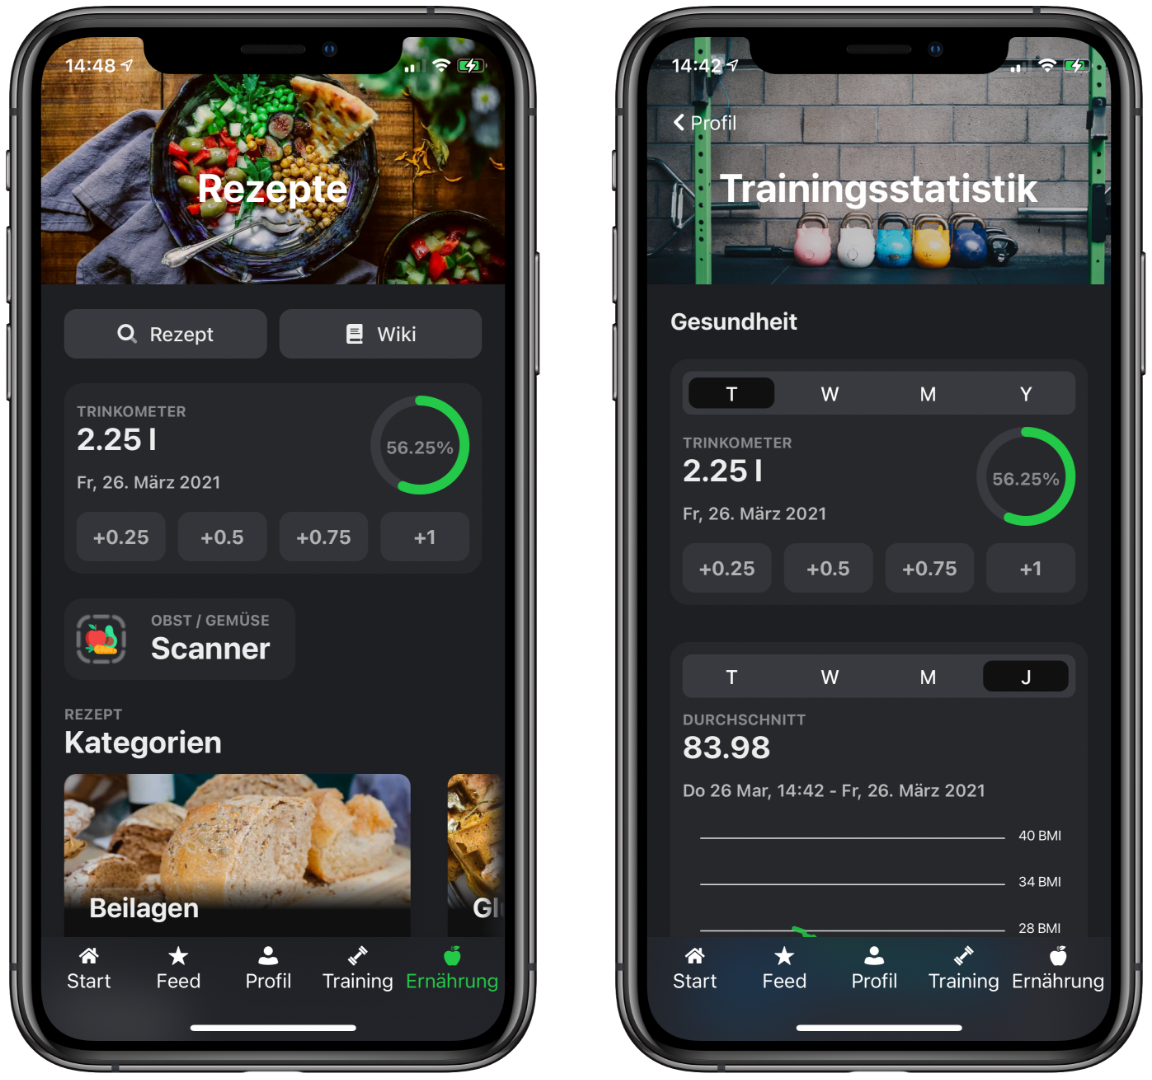 14:48
Rezepte
Rezept
Wiki
TRINKOMETER
2.25 l
56.25%
Fr, 26. März 2021
+0.25
+0.5
+0.75
+1
OBST / GEMÜSE
Scanner
REZEPT
Kategorien
Beilagen
Gl
Start
Feed
Profil
Training
Ernährung
14:42
Profil
Trainingsstatistik
Gesundheit
T
W
M
Y
TRINKOMETER
2.25 l
56.25%
Fr, 26. März 2021
+0.25
+0.5
+0.75
+1
T
W
M
J
DURCHSCHNITT
83.98
Do 26 Mar, 14:42 - Fr, 26. März 2021
40 BMI
34 BMI
28 BMI
Start
Feed
Profil
Training
Ernährung